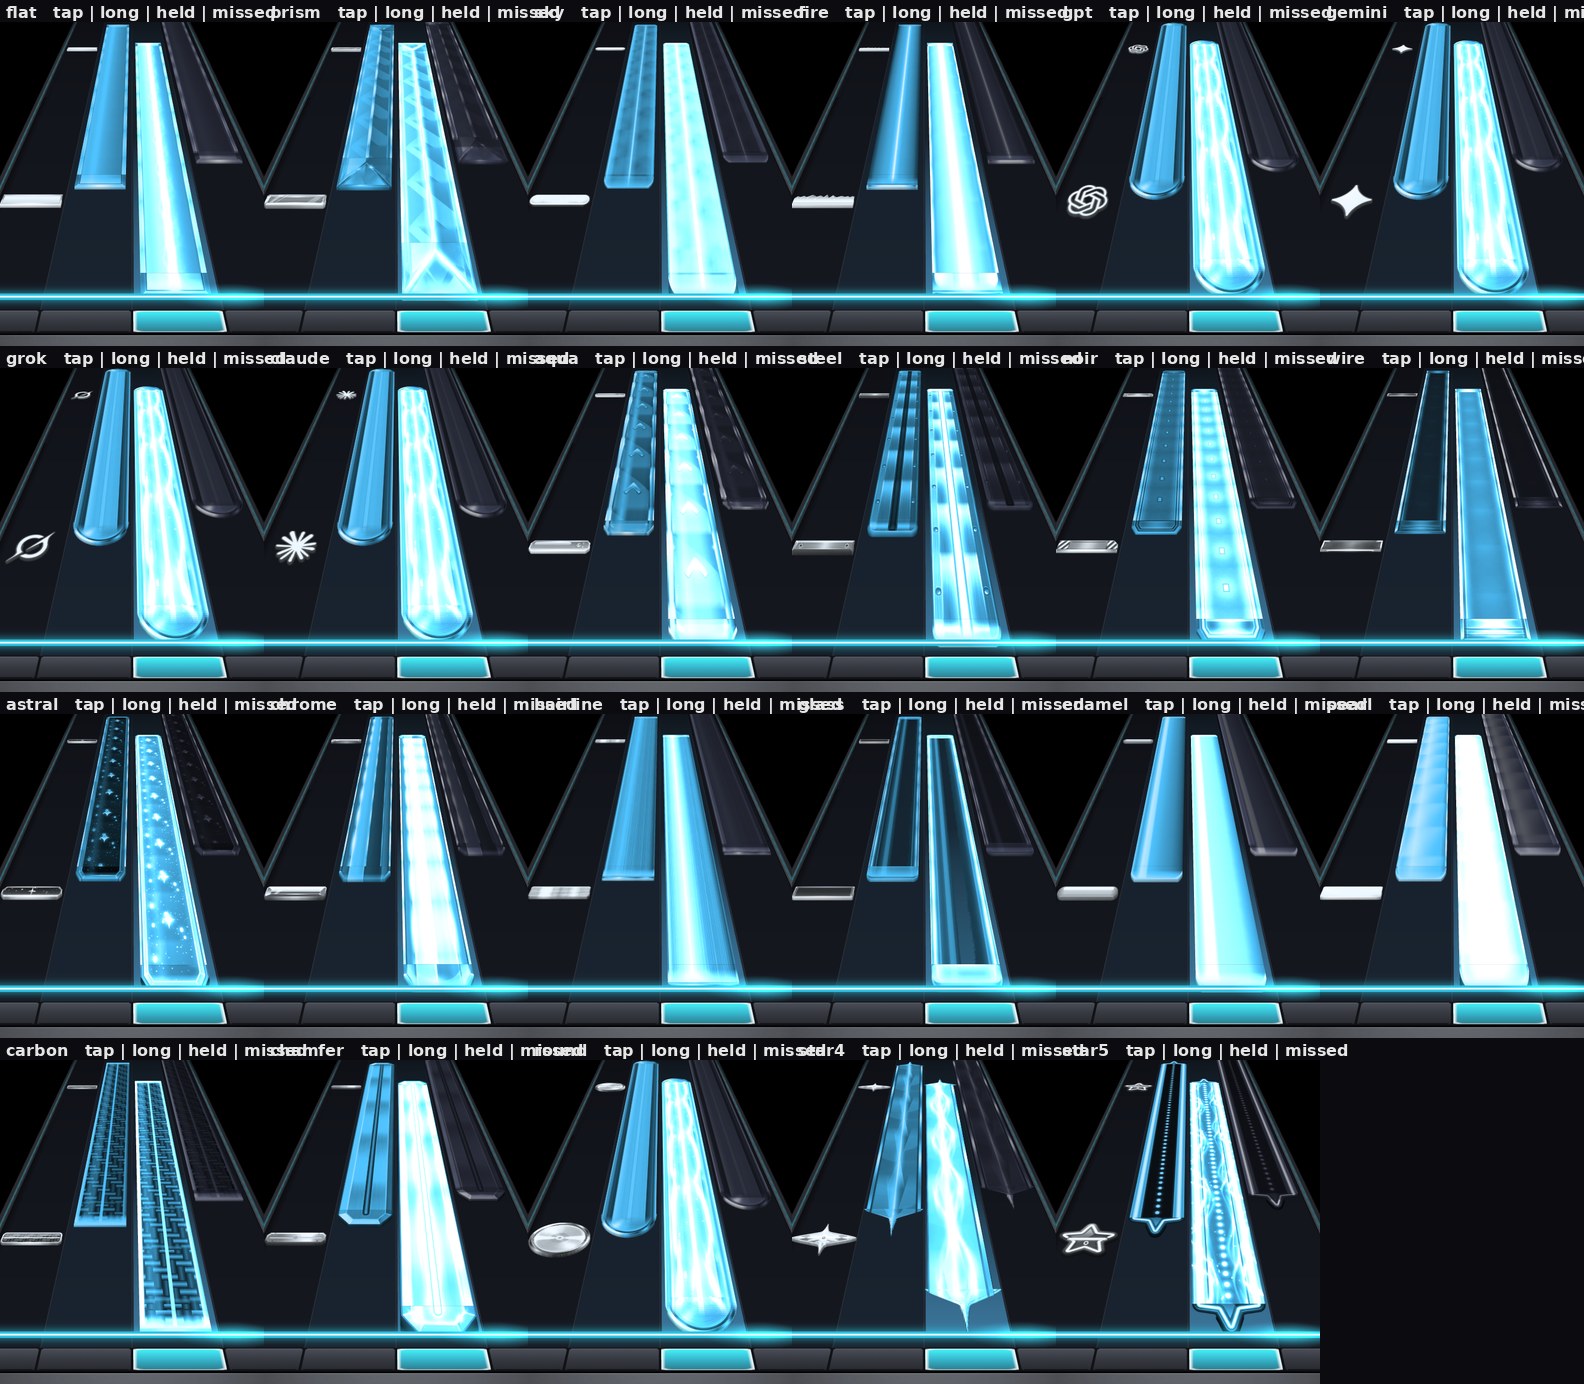 flat tap | long | held | missed prism tap | long | held | missed sky tap | long | held | missed fire tap | long | held | missed gpt tap | long | held | missed gemini tap | long | held | mi
grok tap | long | held | missed claude tap | long | held | missed aqua tap | long | held | missed steel tap | long | held | missed noir tap | long | held | missed wire tap | long | held | miss
astral tap | long | held | missed chrome tap | long | held | missed hairline tap | long | held | missed glass tap | long | held | missed enamel tap | long | held | missed pearl tap | long | held | miss
carbon tap | long | held | missed chamfer tap | long | held | missed round tap | long | held | missed star4 tap | long | held | missed star5 tap | long | held | missed